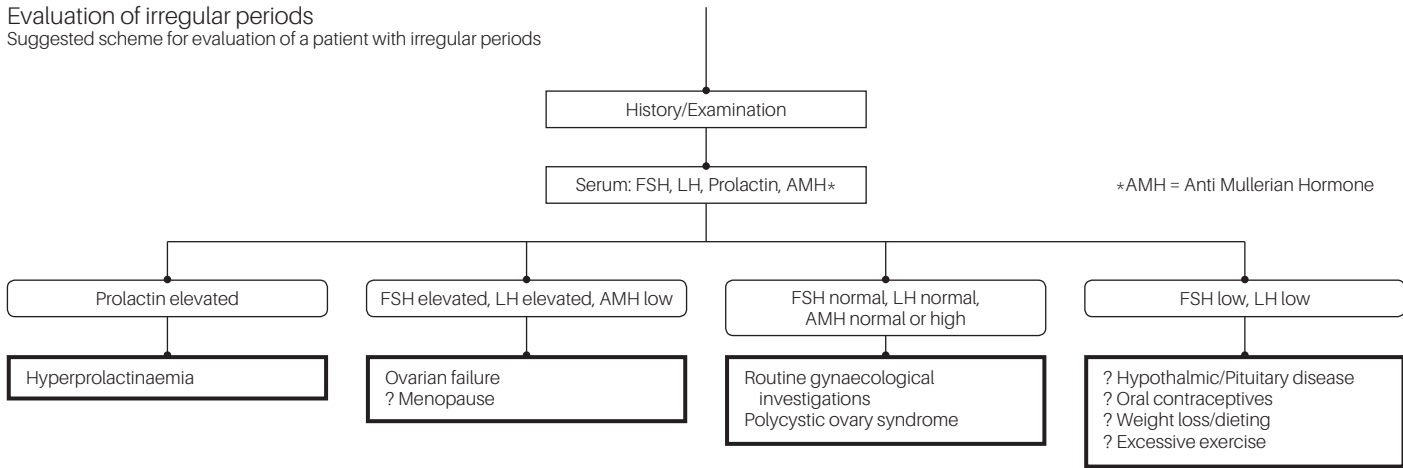 Evaluation of irregular periods
Suggested scheme for evaluation of a patient with irregular periods
History/Examination
Serum: FSH, LH, Prolactin, AMH*
*AMH = Anti Mullerian Hormone
Prolactin elevated
FSH elevated, LH elevated, AMH low
FSH normal, LH normal,
AMH normal or high
FSH low, LH low
Hyperprolactinaemia
Ovarian failure
? Menopause
Routine gynaecological
investigations
Polycystic ovary syndrome
? Hypothalmic/Pituitary disease
? Oral contraceptives
? Weight loss/dieting
? Excessive exercise